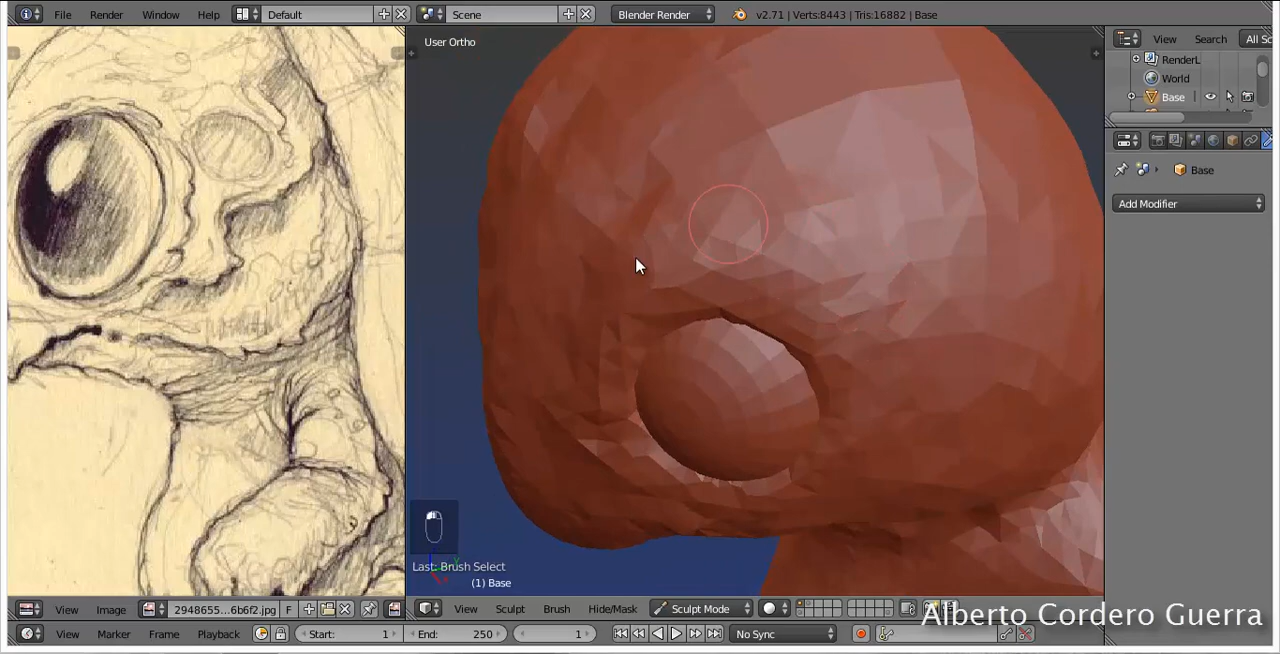 File Render Window Help Default Scene Blender Render v2.71 | Verts:8443 | Tris:16882 | Base
User Ortho
View Search All Sc
RenderL
World
Base
Base
Add Modifier
Last: Brush Select
(1) Base
View Image 2948655...6b6f2.jpg F View Sculpt Brush Hide/Mask Sculpt Mode
Alberto Cordero Guerra
View Marker Frame Playback Start: 1 End: 250 1 No Sync